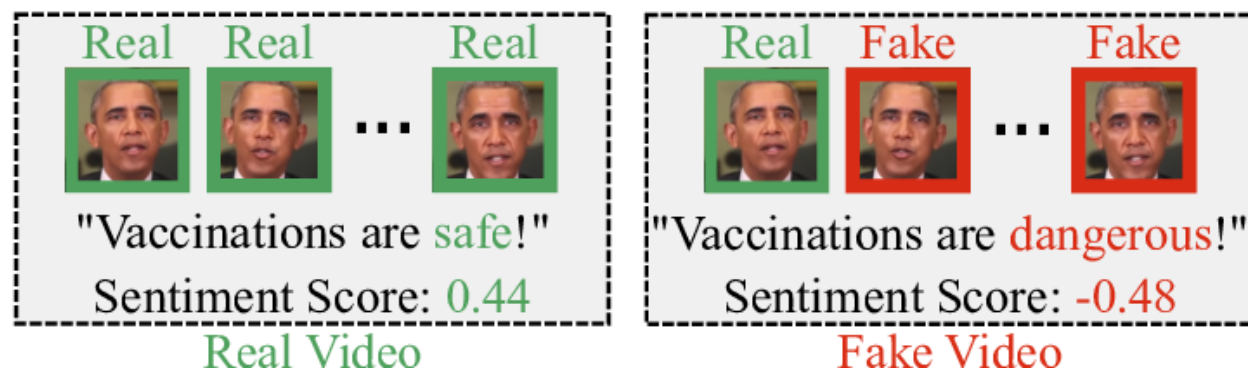 Real Real ... Real
"Vaccinations are safe!"
Sentiment Score: 0.44
Real Video
Real Fake ... Fake
"Vaccinations are dangerous!"
Sentiment Score: -0.48
Fake Video